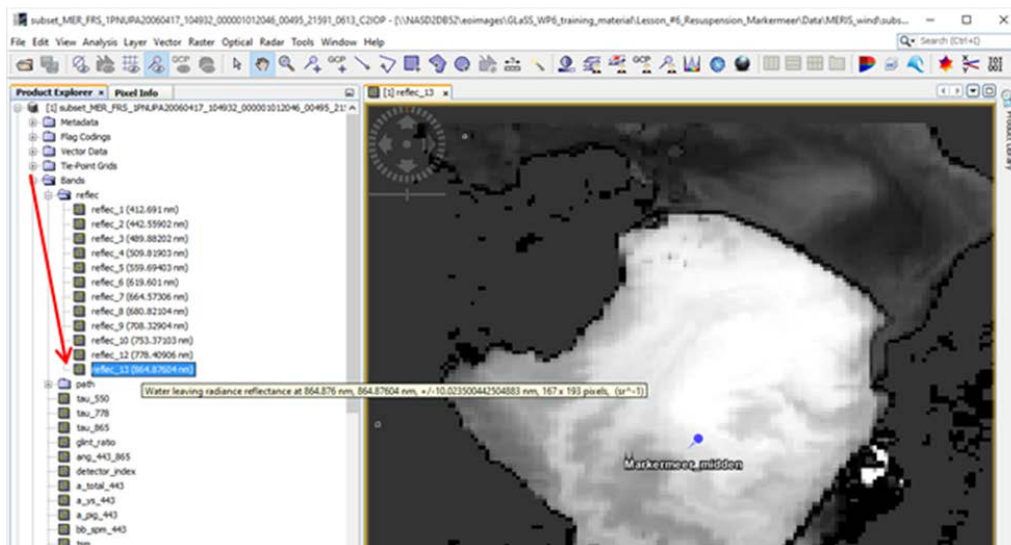 subset_MER_FRS_1PNUPA20060417_104932_000001012046_00495_21591_0613_C2IOP - [\\NASD2DBS2\eoimages\GLaSS_WP6_training_material\Lesson_#6_Resuspension_Markermeer\Data\MERIS_wind\subs...
File Edit View Analysis Layer Vector Raster Optical Radar Tools Window Help
Search (Ctrl+I)
Product Explorer × Pixel Info
[1] reflec_13 ×
[1] subset_MER_FRS_1PNUPA20060417_104932_000001012046_00495_215
Metadata
Flag Codings
Vector Data
Tie-Point Grids
Bands
reflec
reflec_1 (412.691 nm)
reflec_2 (442.55902 nm)
reflec_3 (489.88202 nm)
reflec_4 (509.81903 nm)
reflec_5 (559.69403 nm)
reflec_6 (619.601 nm)
reflec_7 (664.57306 nm)
reflec_8 (680.82104 nm)
reflec_9 (708.32904 nm)
reflec_10 (753.37103 nm)
reflec_12 (778.40906 nm)
reflec_13 (864.87604 nm)
path
Water leaving radiance reflectance at 864.876 nm, 864.87604 nm, +/-10.023500442504883 nm, 167 x 193 pixels, (sr^-1)
tau_550
tau_778
tau_865
glint_ratio
ang_443_865
detector_index
a_total_443
a_ys_443
a_pig_443
bb_spm_443
tsm
Markermeer_midden
Product Library
GCP
GCP
GCP